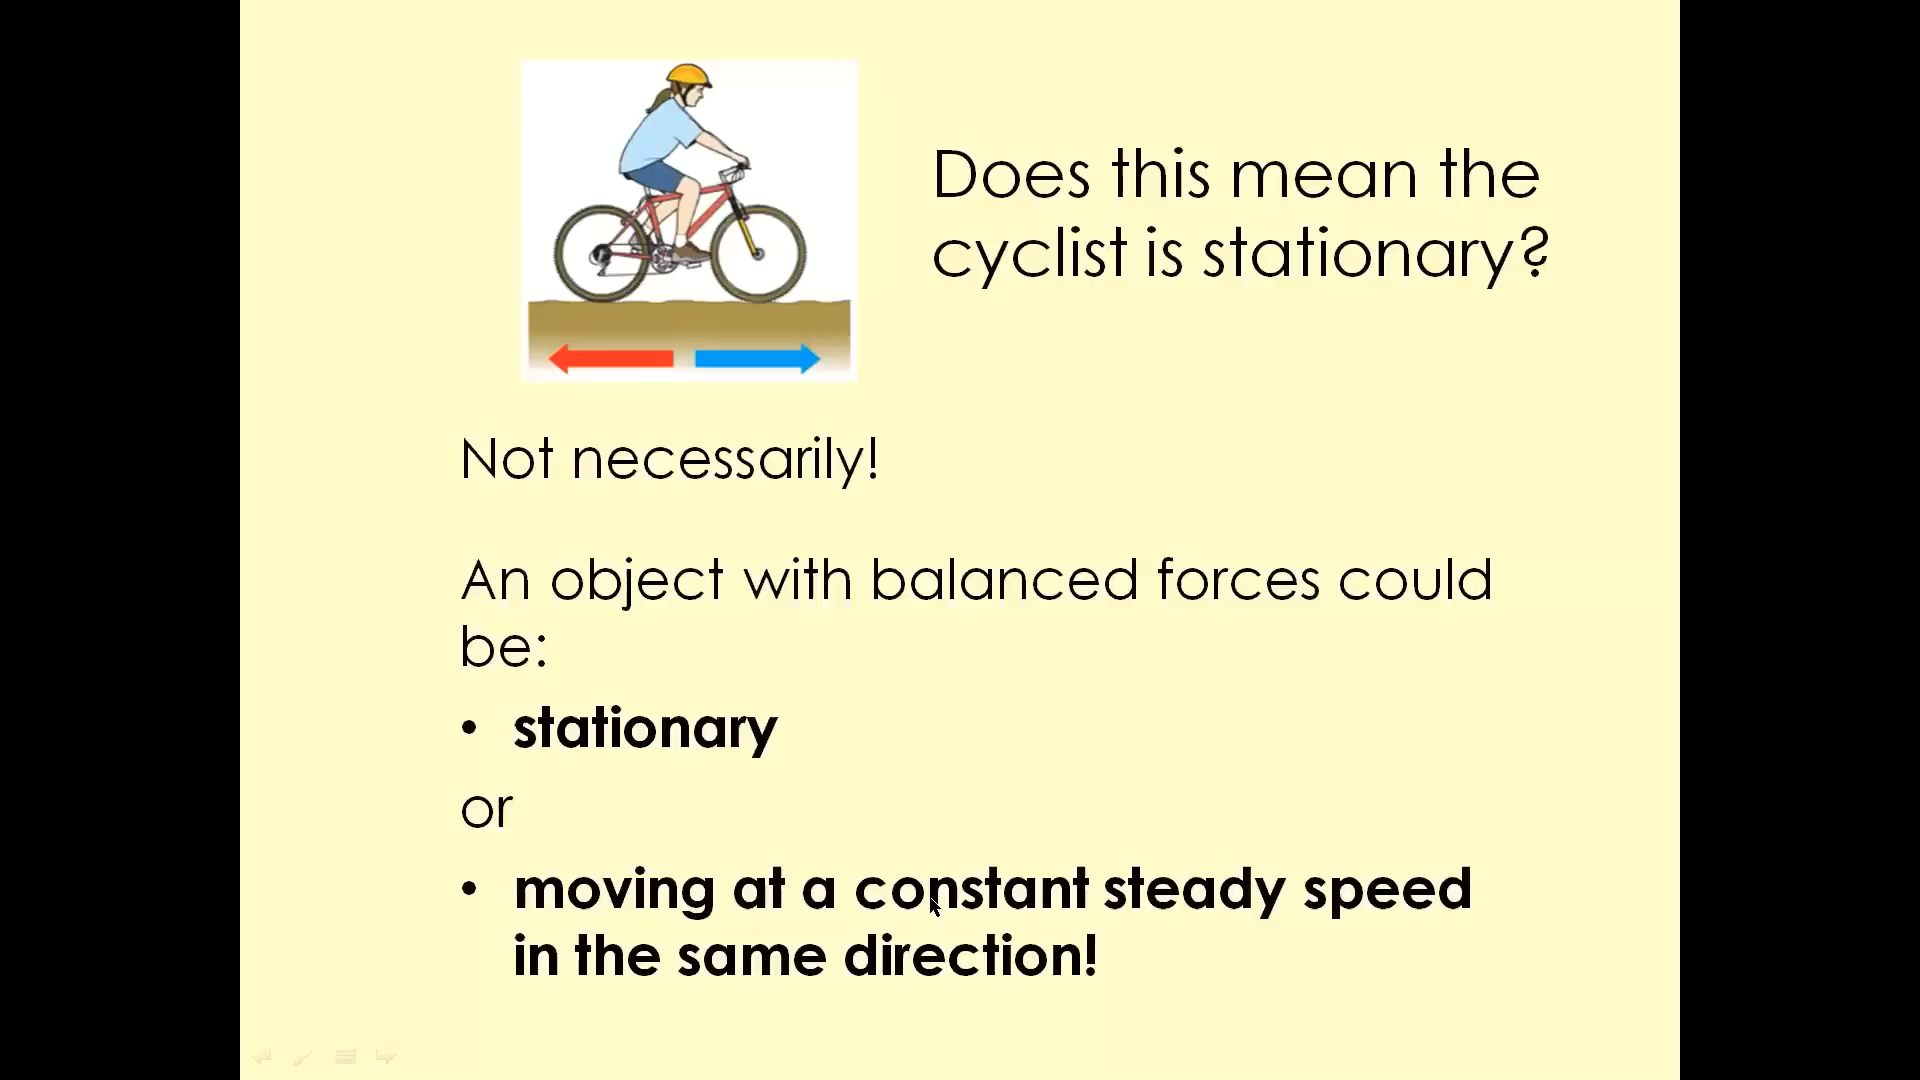 Does this mean the
cyclist is stationary?
Not necessarily!
An object with balanced forces could
be:
• stationary
or
• moving at a constant steady speed
in the same direction!